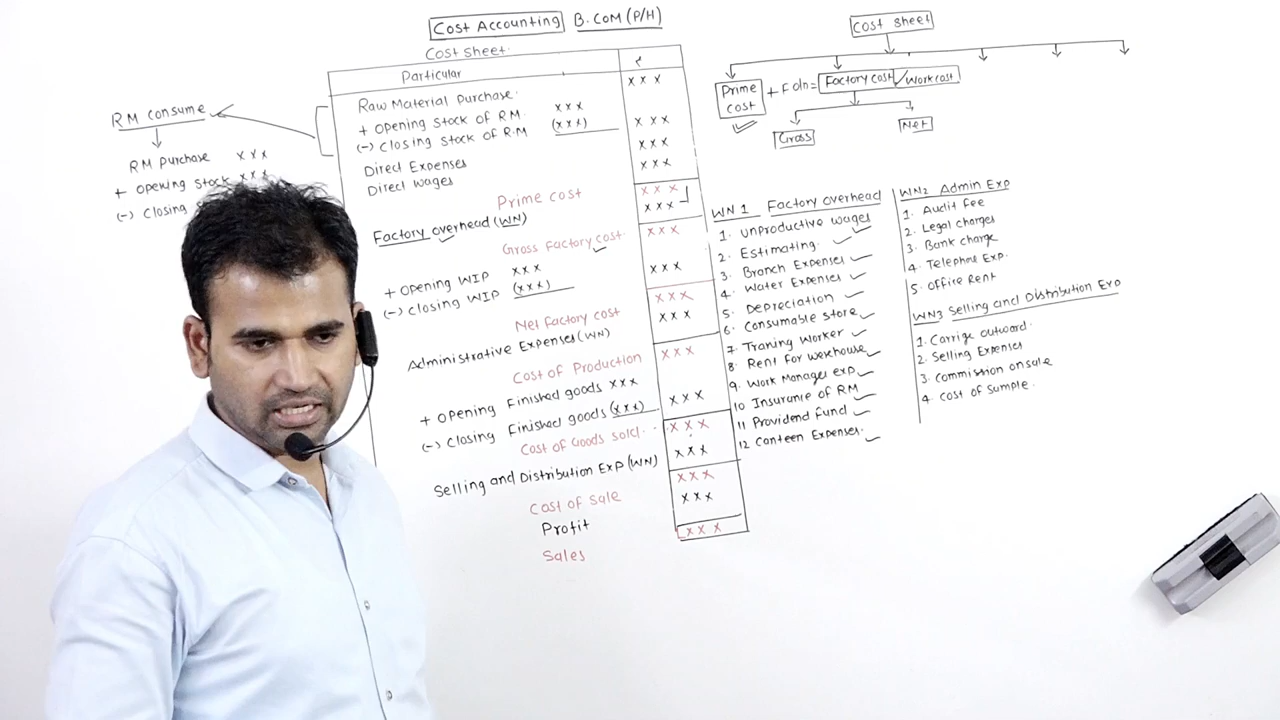 Cost Accounting B.COM (P/H)
Cost sheet.
Particular ₹
Raw Material Purchase. x x x
+ Opening Stock of R.M. x x x
(-) Closing Stock of R.M (x x x) x x x
Direct Expenses x x x
Direct Wages x x x
Prime cost x x x
Factory overhead (WN) x x x
Gross Factory cost x x x
+ Opening WIP x x x
(-) Closing WIP (x x x) x x x
Net factory cost x x x
Administrative Expenses (WN) x x x
Cost of Production x x x
+ Opening Finished goods x x x
(-) Closing Finished goods (x x x) x x x
Cost of Goods sold. x x x
Selling and Distribution Exp (WN) x x x
Cost of Sale x x x
Profit x x x
Sales x x x
RM consume
RM Purchase x x x
+ Opening Stock x x x
(-) Closing
Cost sheet
Prime cost + F oh = Factory cost / Work cost
Gross Net
WN 1 Factory overhead
1. Unproductive wages
2. Estimating
3. Branch Expenses
4. Water Expenses
5. Depreciation
6. Consumable store
7. Traning Worker
8. Rent for werehouse
9. Work Manager exp
10 Insurance of RM
11 Providend fund
12 Canteen Expenses.
WN2 Admin Exp
1. Audit fee
2. Legal charges
3. Bank charge
4. Telephone Exp.
5. Office Rent
WN3 Selling and Distribution Exp
1. Carrige outward.
2. Selling Expenses
3. Commission on sale
4. Cost of Sumple.